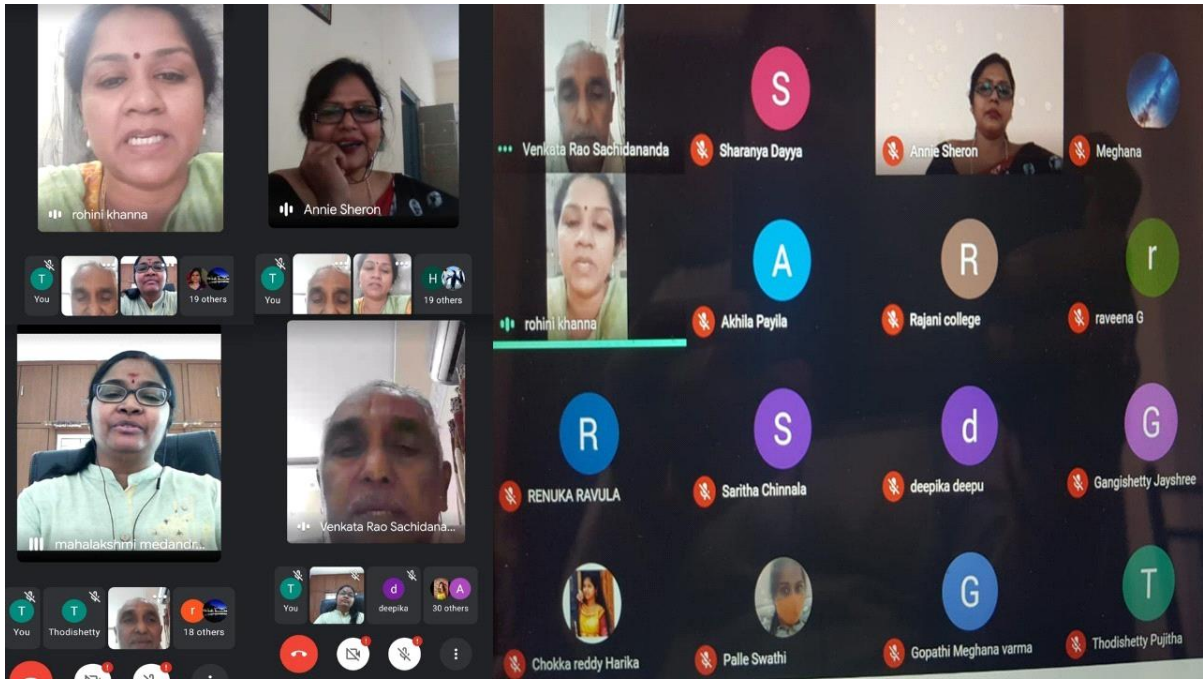 rohini khanna
T
You
19 others
Annie Sheron
T
You
H
19 others
mahalakshmi medandr...
T
You
T
Thodishetty
r
18 others
Venkata Rao Sachidana...
T
You
d
deepika
A
30 others
Venkata Rao Sachidananda
S
Sharanya Dayya
Annie Sheron
Meghana
rohini khanna
A
Akhila Payila
R
Rajani college
r
raveena G
R
RENUKA RAVULA
S
Saritha Chinnala
d
deepika deepu
G
Gangishetty Jayshree
Chokka reddy Harika
Palle Swathi
G
Gopathi Meghana varma
T
Thodishetty Pujitha